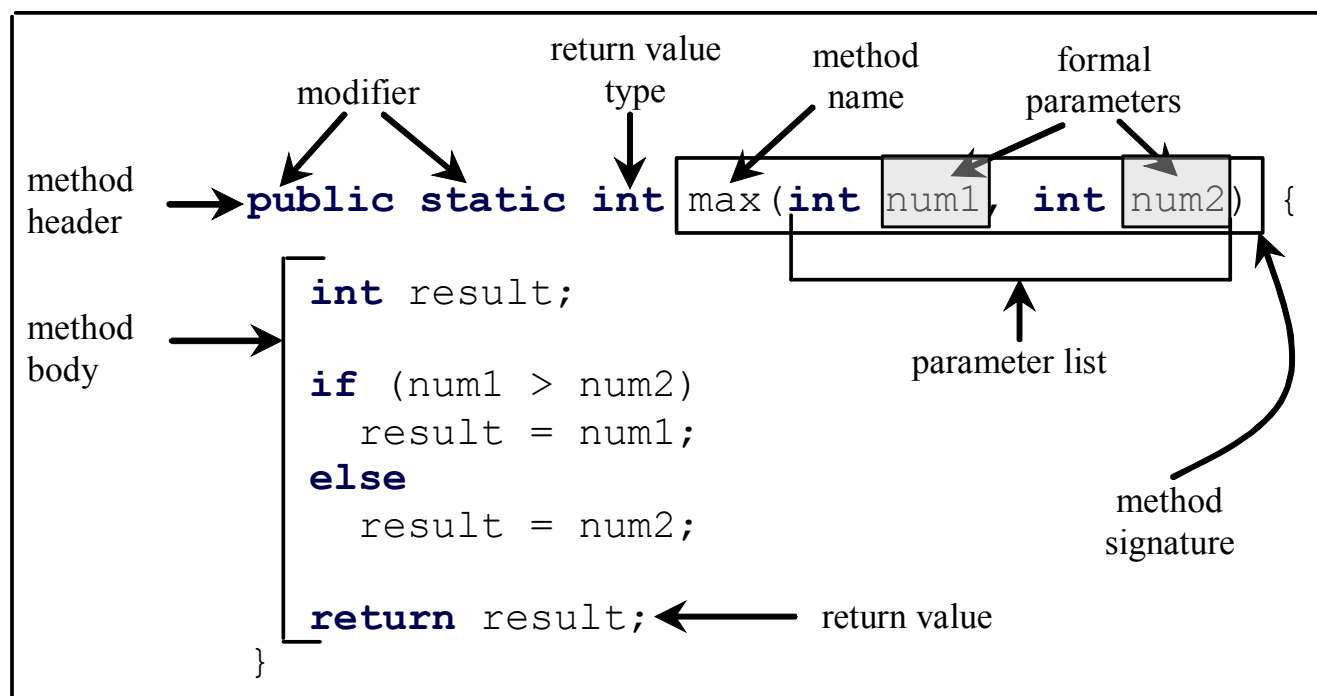 return value
type
method
name
formal
parameters
modifier
method
header
public static int max(int num1, int num2) {
int result;
method
body
parameter list
if (num1 > num2)
result = num1;
else
result = num2;
method
signature
return result;
return value
}